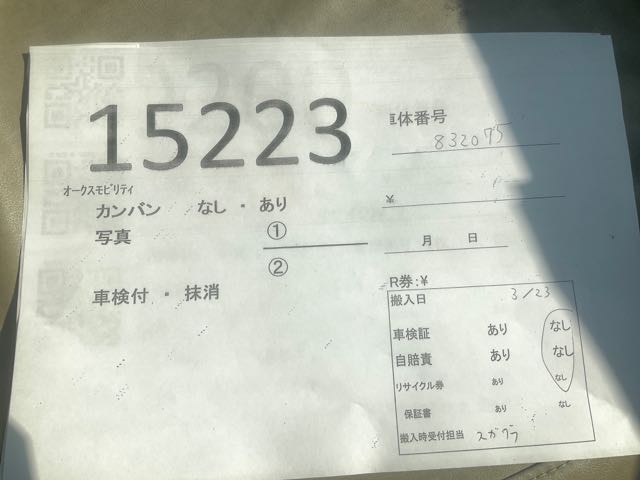 15223
オークスモビリティ
カンバン なし ・ あり
写真 ①
②
車検付 ・ 抹消
車体番号
832075
¥
月 日
R券:¥
搬入日 3/23
車検証 あり なし
自賠責 あり なし
リサイクル券 あり なし
保証書 あり なし
搬入時受付担当 スガワラ